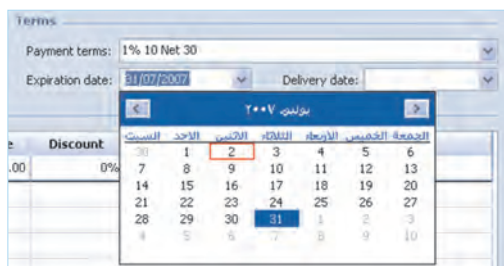 Terms
Payment terms: 1% 10 Net 30
Expiration date: 31/07/2007 Delivery date:
يوليو, ٢٠٠٧
السبت الاحد الاثنين الثلاثاء الأربعاء الخميس الجمعة
30 1 2 3 4 5 6
e Discount 7 8 9 10 11 12 13
.00 0% 14 15 16 17 18 19 20
21 22 23 24 25 26 27
28 29 30 31 1 2 3
4 5 6 7 8 9 10